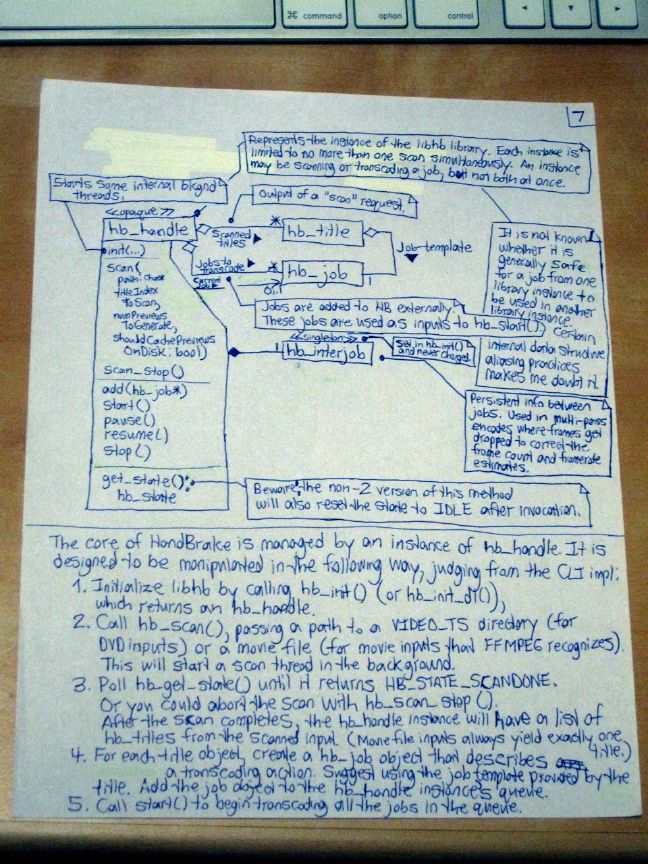 ⌘ command
option
control
7
Represents the instance of the libhb library. Each instance is
limited to no more than one scan simultaneously. An instance
may be scanning or transcoding a job, but not both at once.
Starts some internal bkgnd
threads.
Output of a "scan" request.
<<opaque>>
hb_handle
init(...)
scan(
path: char*
titleIndex
ToScan,
numPreviews
ToGenerate,
shouldCachePreviews
OnDisk: bool)
scan_stop()
add(hb_job*)
start()
pause()
resume()
stop()
get_state():
hb_state
Scanned
titles
*
hb_title
Jobs to
transcode
*
hb_job
Current
0..1
Job template
It is not known
whether it is
generally safe
for a job from one
library instance to
be used in another
library instance.
Certain
internal data structure
aliasing practices
makes me doubt it.
Jobs are added to HB externally.
These jobs are used as inputs to hb_start()
<<singleton>>
hb_interjob
Set in hb_init()
and never changed.
Persistent info between
jobs. Used in multi-pass
encodes where frames get
dropped to correct the
frame count and framerate
estimates.
Beware: the non-2 version of this method
will also reset the state to IDLE after invocation.
The core of HandBrake is managed by an instance of hb_handle. It is
designed to be manipulated in the following way, judging from the CLI impl:
1. Initialize libhb by calling hb_init() (or hb_init_dl()),
which returns an hb_handle.
2. Call hb_scan(), passing a path to a VIDEO_TS directory (for
DVD inputs) or a movie file (for movie inputs that FFMPEG recognizes).
This will start a scan thread in the background.
3. Poll hb_get_state() until it returns HB_STATE_SCANDONE.
Or you could abort the scan with hb_scan_stop().
After the scan completes, the hb_handle instance will have a list of
hb_titles from the scanned input (Movie file inputs always yield exactly one
title.)
4. For each title object, create a hb_job object that describes
a transcoding action. Suggest using the job template provided by the
title. Add the job object to the hb_handle instance's queue.
5. Call start() to begin transcoding all the jobs in the queue.